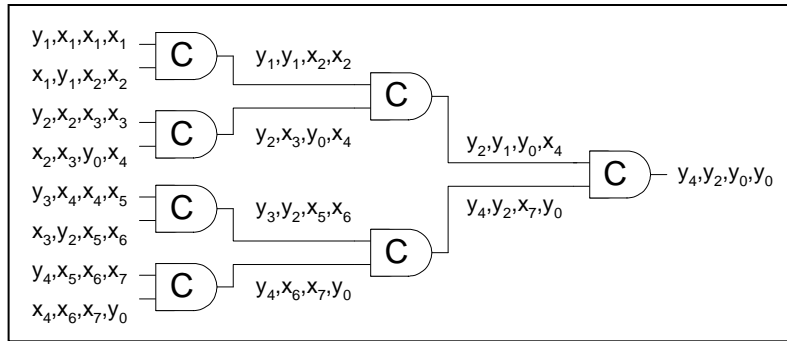 y₁,x₁,x₁,x₁
x₁,y₁,x₂,x₂
C
y₁,y₁,x₂,x₂
y₂,x₂,x₃,x₃
x₂,x₃,y₀,x₄
C
y₂,x₃,y₀,x₄
C
y₂,y₁,y₀,x₄
y₃,x₄,x₄,x₅
x₃,y₂,x₅,x₆
C
y₃,y₂,x₅,x₆
y₄,x₅,x₆,x₇
x₄,x₆,x₇,y₀
C
y₄,x₆,x₇,y₀
C
y₄,y₂,x₇,y₀
C
y₄,y₂,y₀,y₀